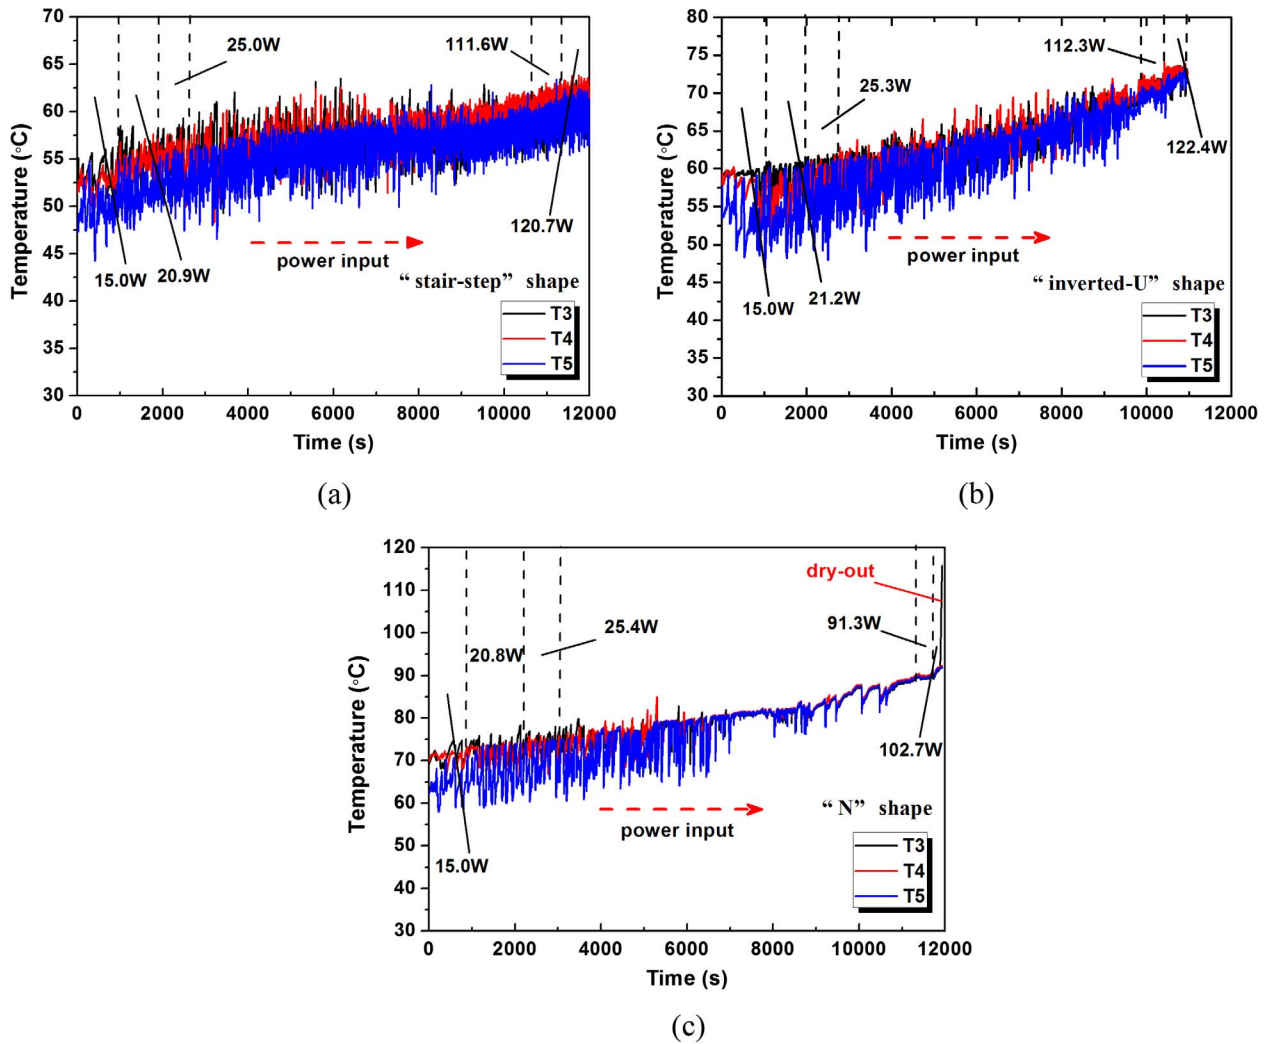 70
65
60
55
50
45
40
35
30
0
2000
4000
6000
8000
10000
12000
Temperature (°C)
Time (s)
25.0W
111.6W
15.0W
20.9W
120.7W
power input
“ stair-step” shape
T3
T4
T5
(a)
80
75
70
65
60
55
50
45
40
35
30
0
2000
4000
6000
8000
10000
12000
Temperature (°C)
Time (s)
112.3W
25.3W
122.4W
15.0W
21.2W
power input
“ inverted-U” shape
T3
T4
T5
(b)
120
110
100
90
80
70
60
50
40
30
0
2000
4000
6000
8000
10000
12000
Temperature (°C)
Time (s)
dry-out
20.8W
25.4W
91.3W
102.7W
15.0W
power input
“ N” shape
T3
T4
T5
(c)